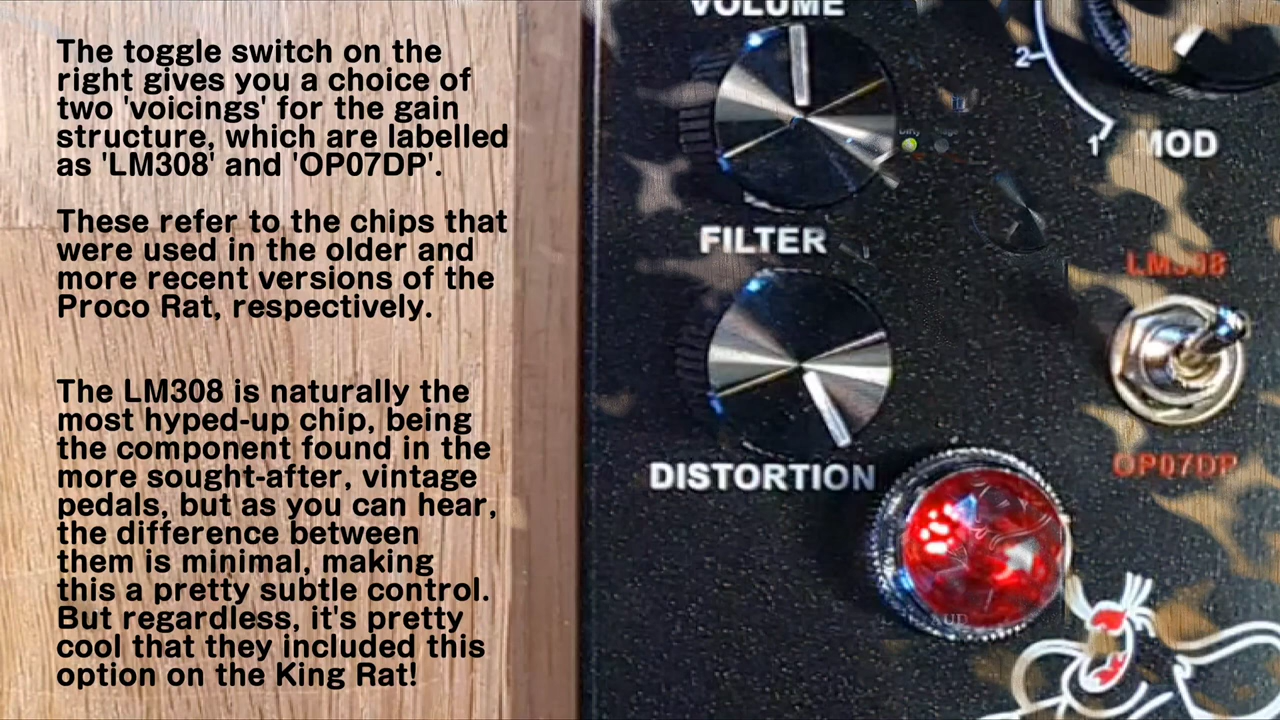 The toggle switch on the
right gives you a choice of
two 'voicings' for the gain
structure, which are labelled
as 'LM308' and 'OP07DP'.
These refer to the chips that
were used in the older and
more recent versions of the
Proco Rat, respectively.
The LM308 is naturally the
most hyped-up chip, being
the component found in the
more sought-after, vintage
pedals, but as you can hear,
the difference between
them is minimal, making
this a pretty subtle control.
But regardless, it's pretty
cool that they included this
option on the King Rat!
VOLUME
2
1
MOD
FILTER
LM308
DISTORTION
OP07DP